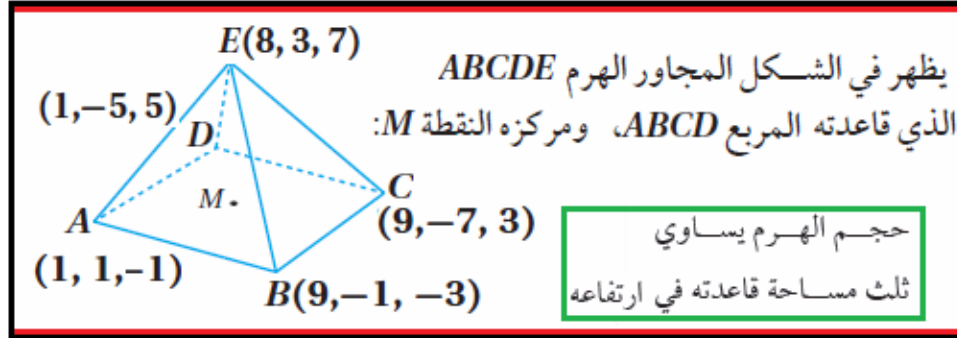 يظهر في الشكل المجاور الهرم ABCDE
الذي قاعدته المربع ABCD، ومركزه النقطة M:
E(8, 3, 7)
(1,−5, 5)
D
M
C
(9,−7, 3)
A
(1, 1,−1)
B(9,−1, −3)
حجم الهرم يساوي
ثلث مساحة قاعدته في ارتفاعه